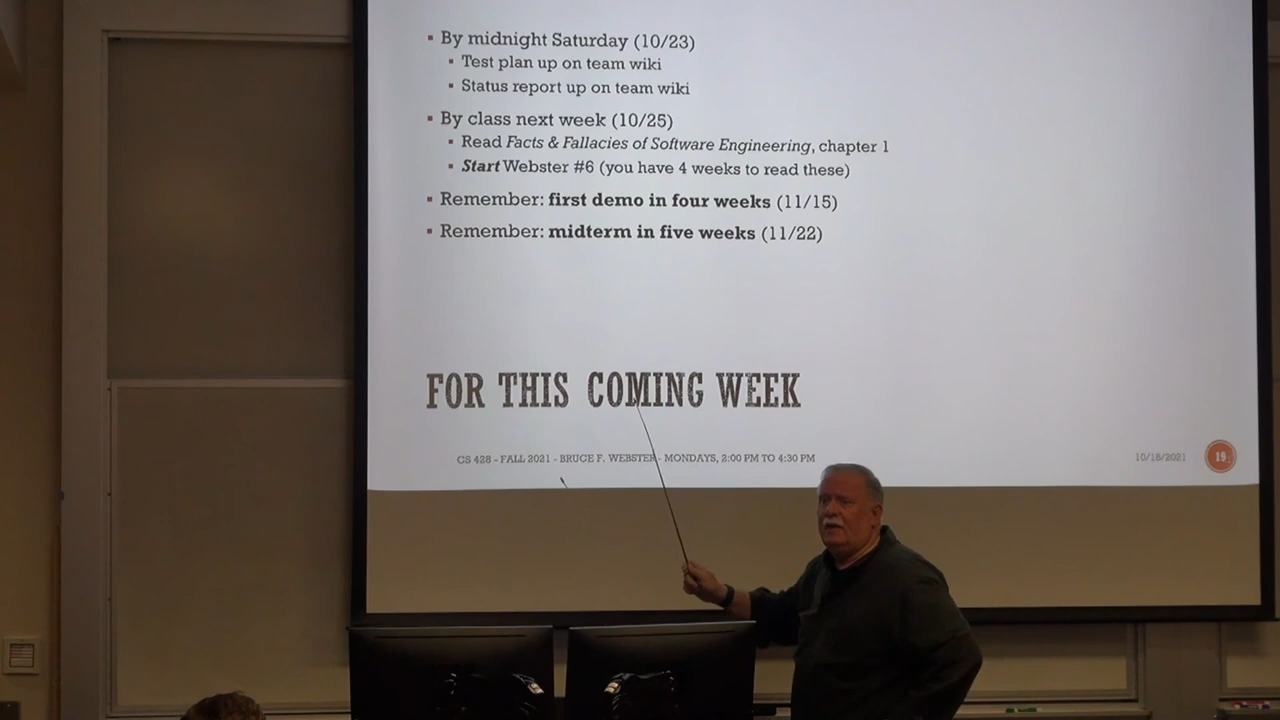 ▪ By midnight Saturday (10/23)
▪ Test plan up on team wiki
▪ Status report up on team wiki
▪ By class next week (10/25)
▪ Read Facts & Fallacies of Software Engineering, chapter 1
▪ Start Webster #6 (you have 4 weeks to read these)
▪ Remember: first demo in four weeks (11/15)
▪ Remember: midterm in five weeks (11/22)
FOR THIS COMING WEEK
CS 428 - FALL 2021 - BRUCE F. WEBSTER - MONDAYS, 2:00 PM TO 4:30 PM
10/18/2021
19